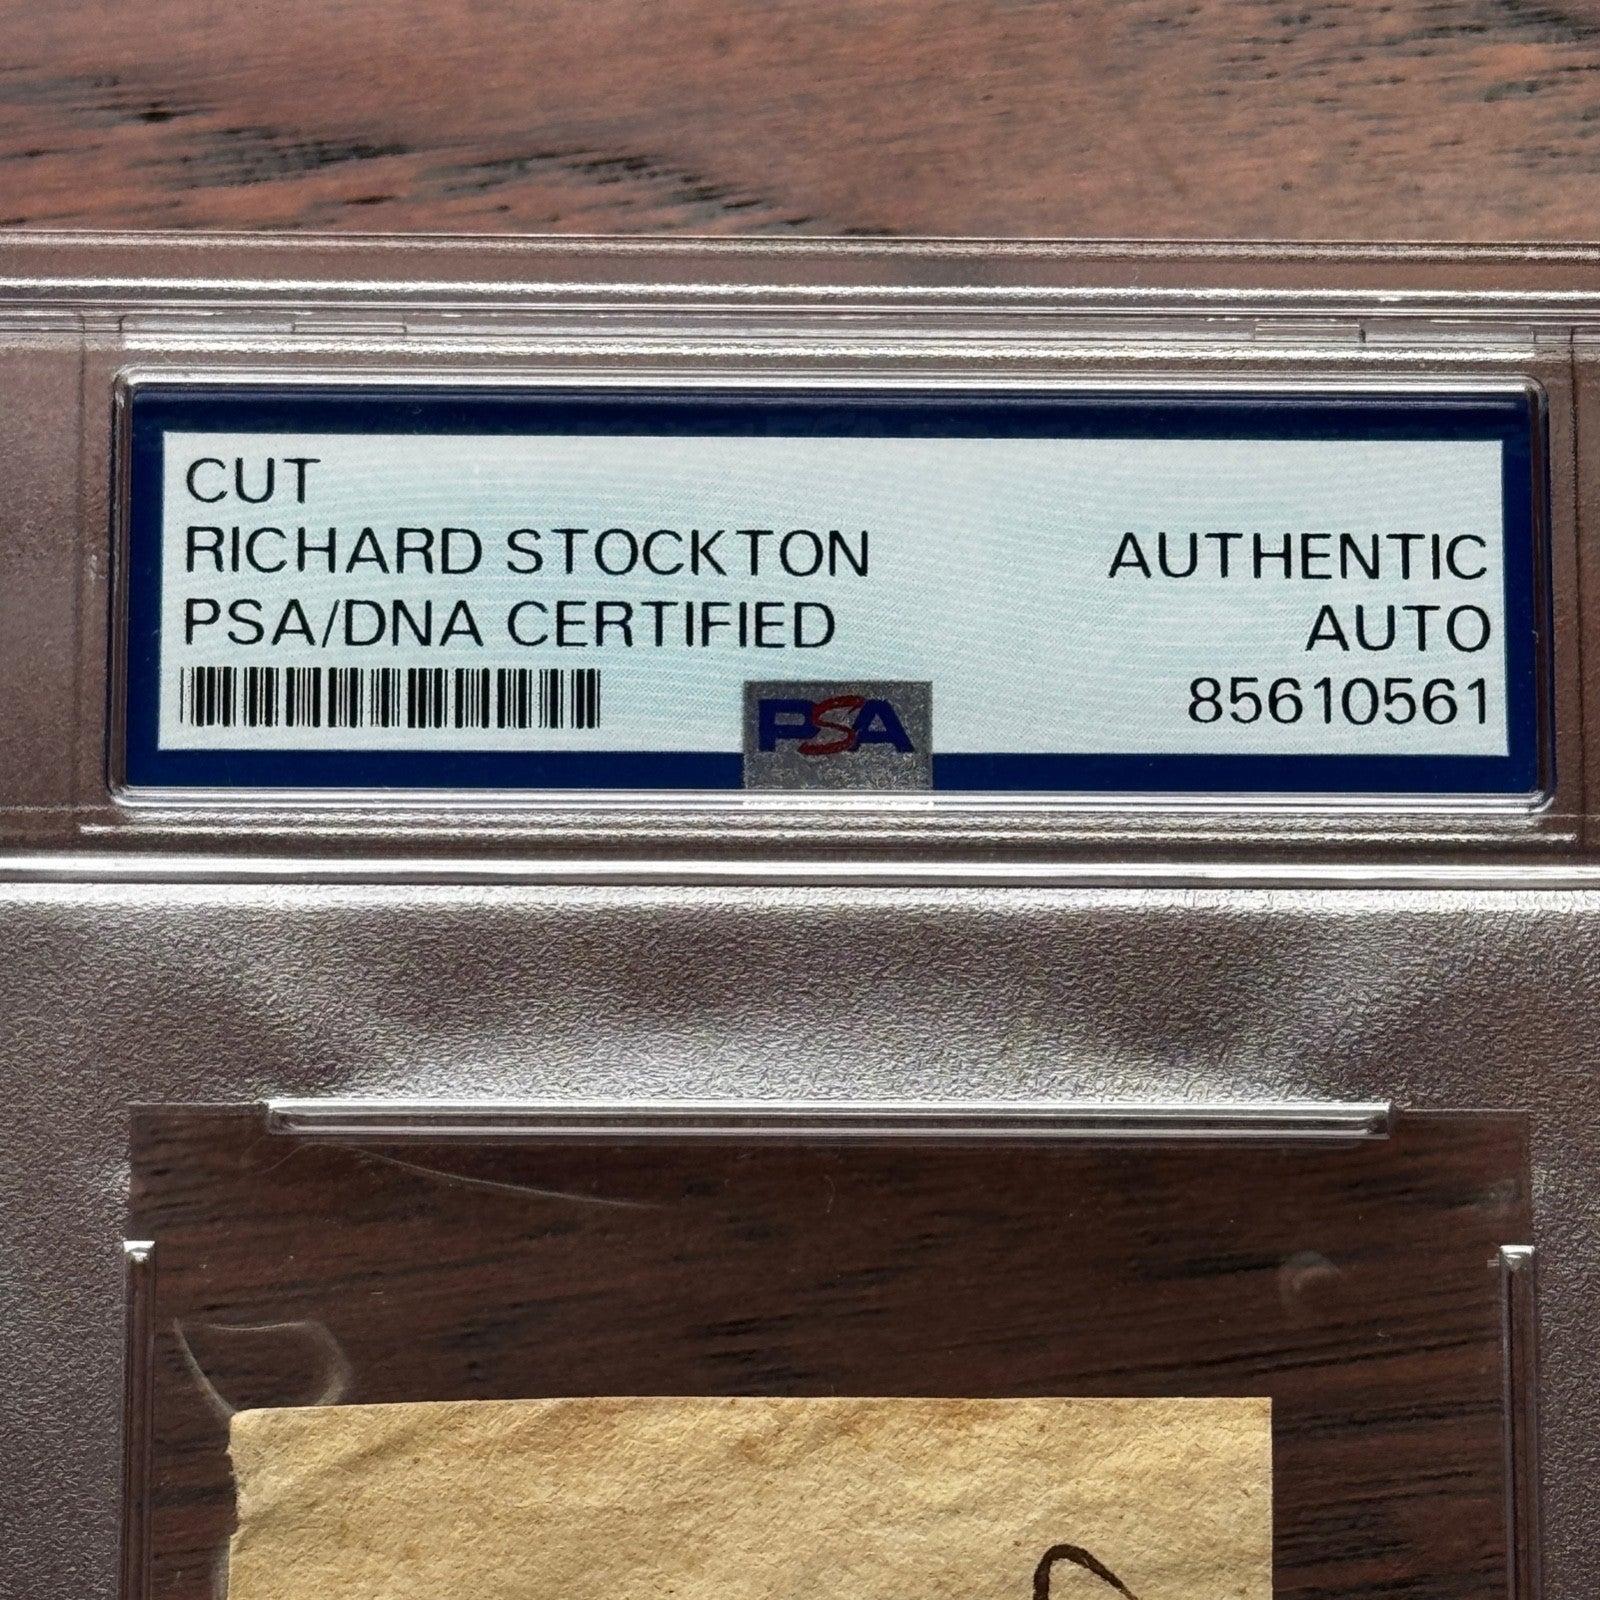 CUT
RICHARD STOCKTON
PSA/DNA CERTIFIED
AUTHENTIC
AUTO
85610561
PSA